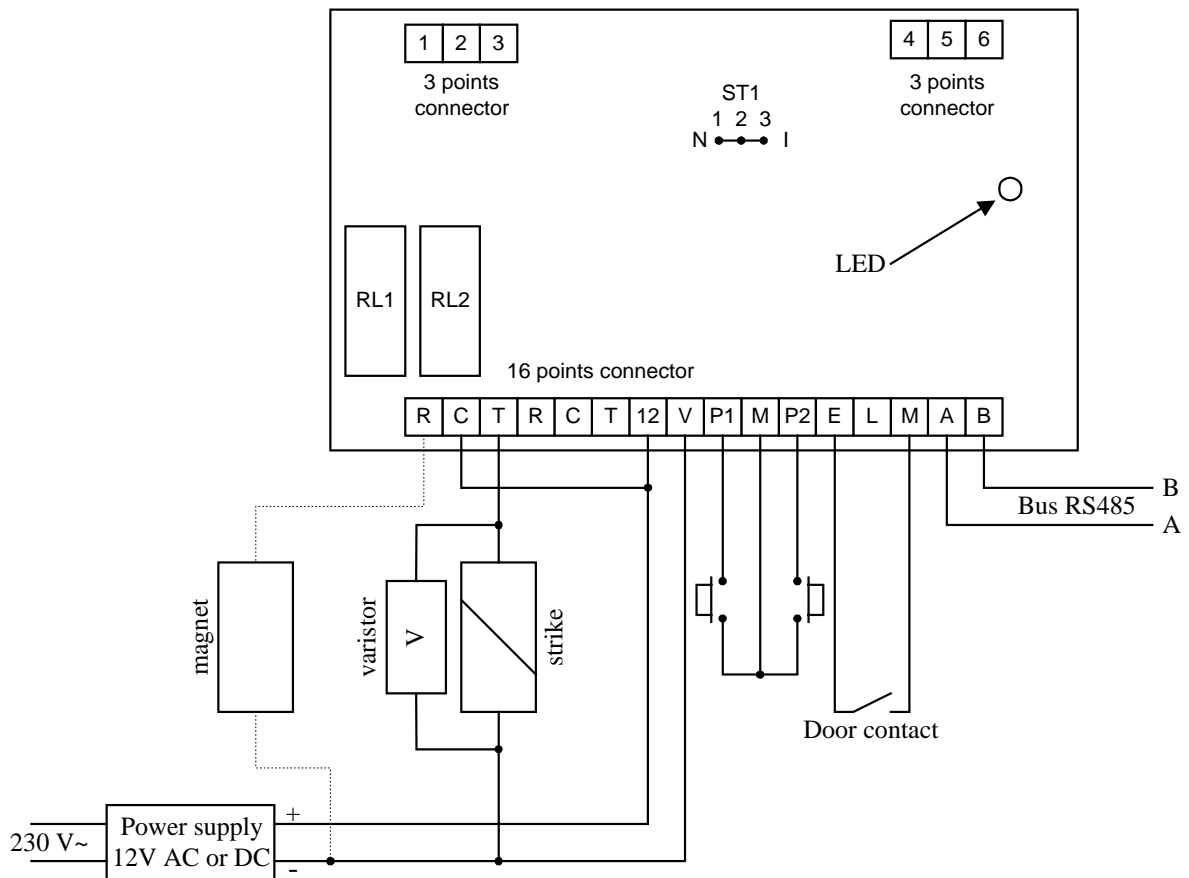 1 2 3
3 points
connector
4 5 6
3 points
connector
ST1
1 2 3
N I
LED
RL1 RL2
16 points connector
R C T R C T 12 V P1 M P2 E L M A B
B
Bus RS485
A
magnet
varistor
V
strike
Door contact
230 V~
Power supply
12V AC or DC
+
-